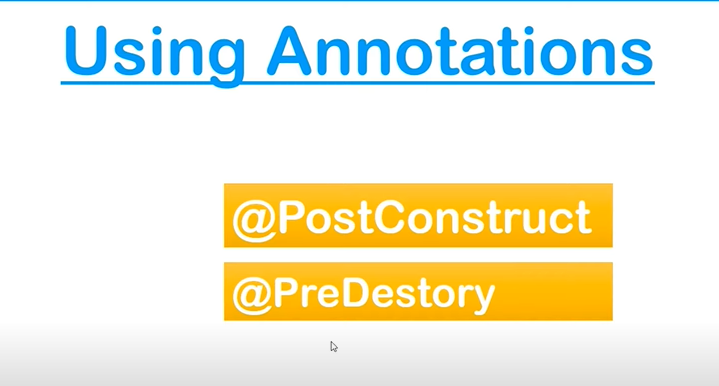 Using Annotations
@PostConstruct
@PreDestory